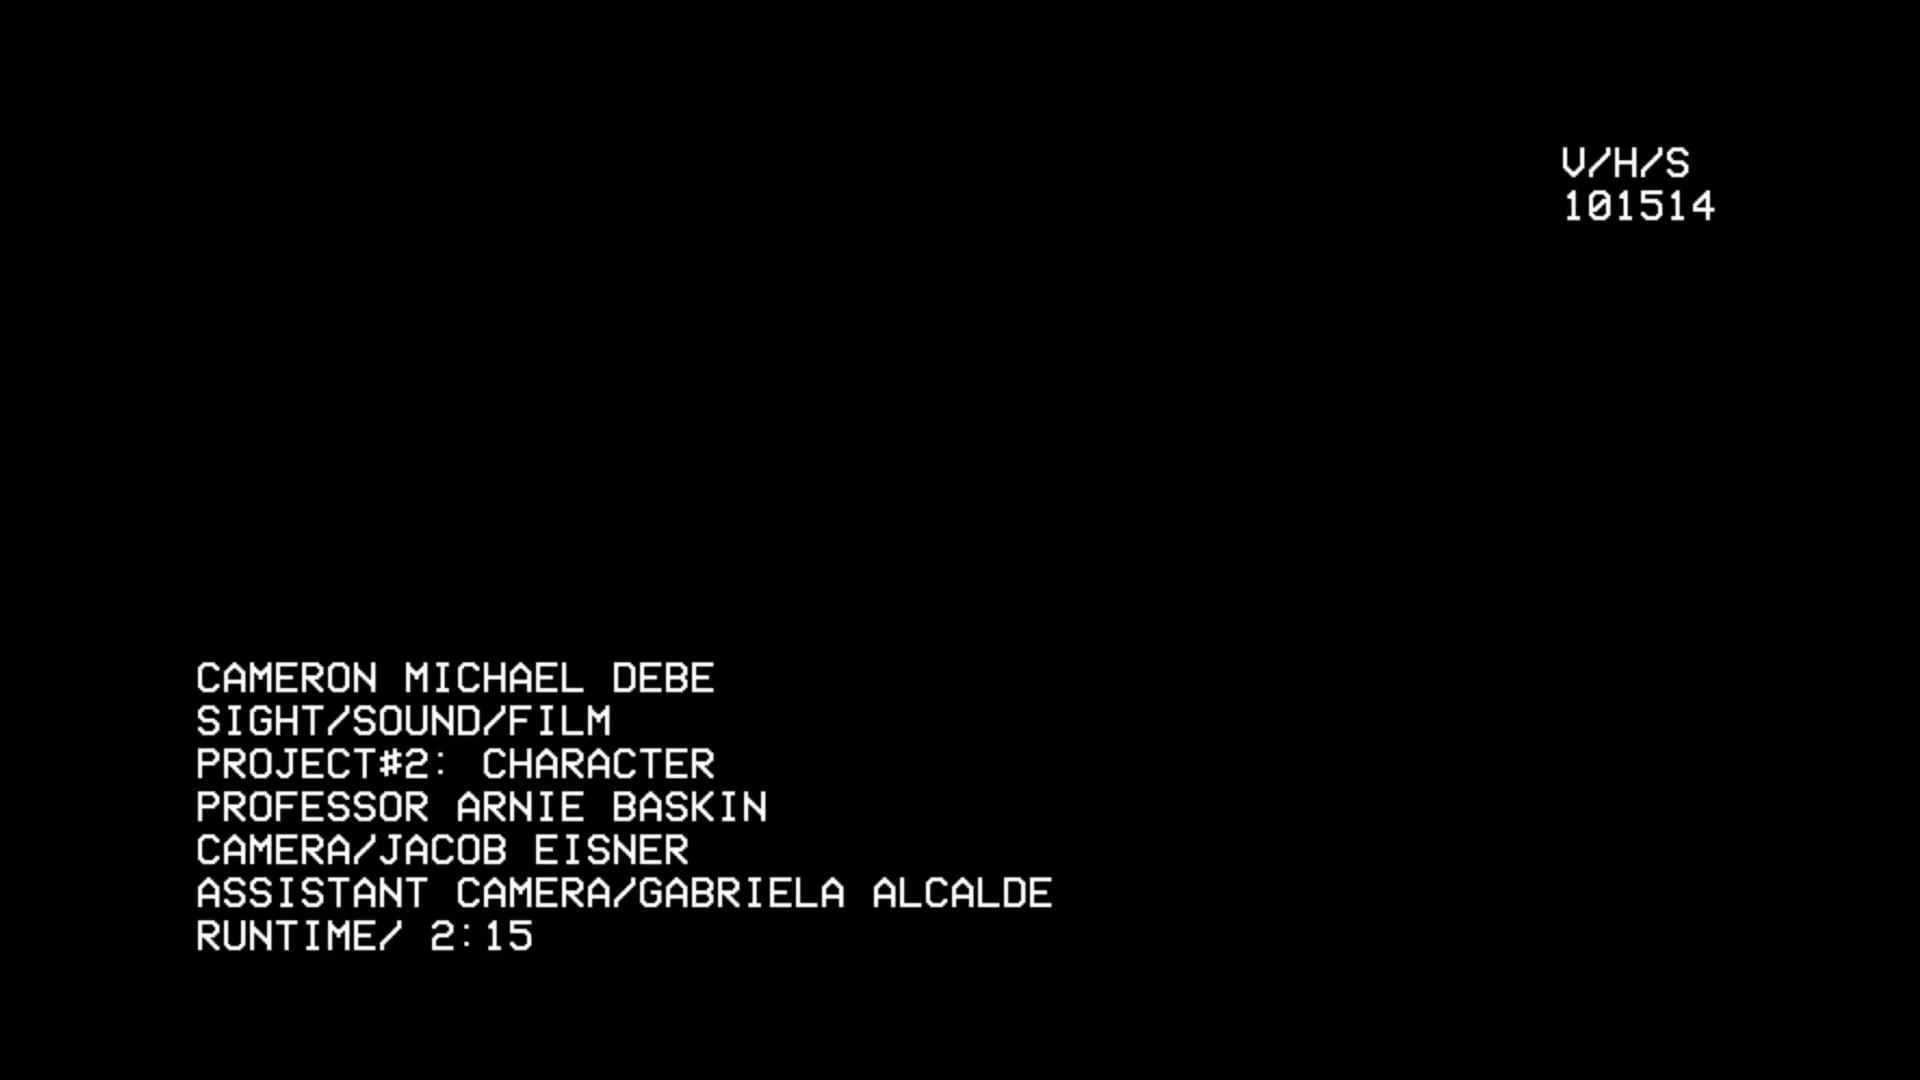 V/H/S
101514
CAMERON MICHAEL DEBE
SIGHT/SOUND/FILM
PROJECT#2: CHARACTER
PROFESSOR ARNIE BASKIN
CAMERA/JACOB EISNER
ASSISTANT CAMERA/GABRIELA ALCALDE
RUNTIME/ 2:15